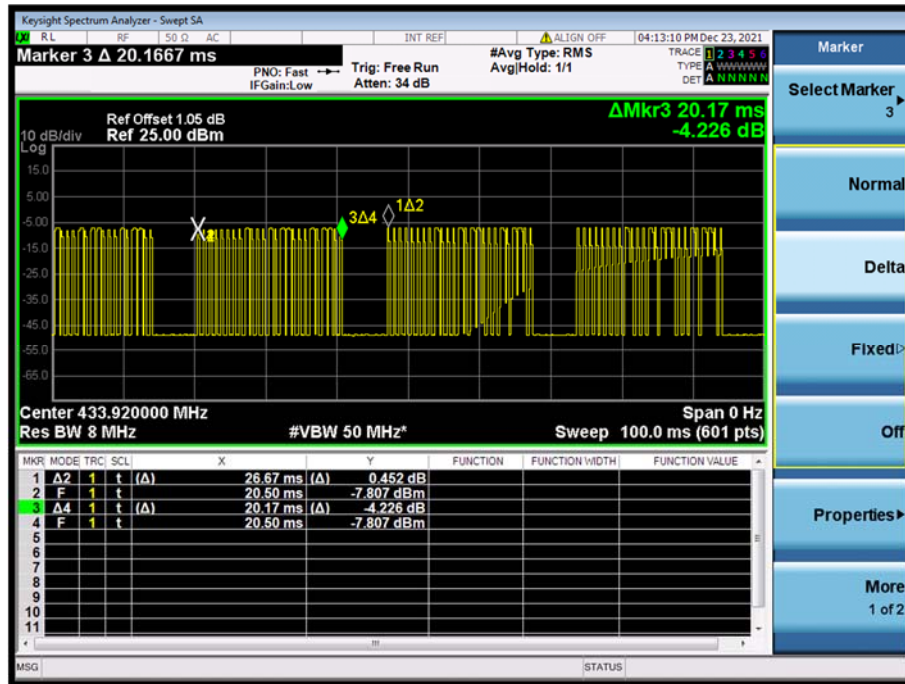 Keysight Spectrum Analyzer - Swept SA
RL RF 50 Ω AC INT REF ALIGN OFF 04:13:10 PM Dec 23, 2021
Marker 3 Δ 20.1667 ms
PNO: Fast
IFGain:Low
Trig: Free Run
Atten: 34 dB
#Avg Type: RMS
Avg|Hold: 1/1
TRACE 1 2 3 4 5 6
TYPE A WWWWW
DET A N N N N N
ΔMkr3 20.17 ms
-4.226 dB
Ref Offset 1.05 dB
10 dB/div Ref 25.00 dBm
Log
15.0
5.00
-5.00
-15.0
-25.0
-35.0
-45.0
-55.0
-65.0
X
3Δ4
1Δ2
Center 433.920000 MHz Span 0 Hz
Res BW 8 MHz #VBW 50 MHz* Sweep 100.0 ms (601 pts)
MKR MODE TRC SCL X Y FUNCTION FUNCTION WIDTH FUNCTION VALUE
1 Δ2 1 t (Δ) 26.67 ms (Δ) 0.452 dB
2 F 1 t 20.50 ms -7.807 dBm
3 Δ4 1 t (Δ) 20.17 ms (Δ) -4.226 dB
4 F 1 t 20.50 ms -7.807 dBm
5
6
7
8
9
10
11
MSG STATUS
Marker
Select Marker
3
Normal
Delta
Fixed
Off
Properties
More
1 of 2